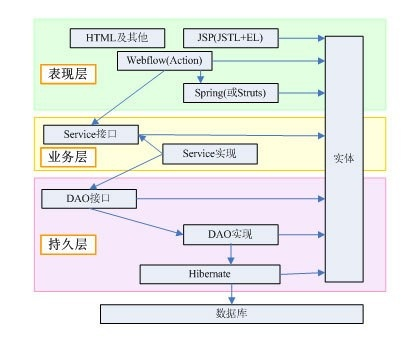 HTML及其他
JSP(JSTL+EL)
Webflow(Action)
表现层
Spring(或Struts)
Service接口
业务层
Service实现
实体
DAO接口
DAO实现
持久层
Hibernate
数据库